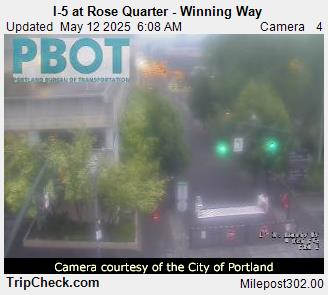 I-5 at Rose Quarter - Winning Way
Updated May 12 2025 6:08 AM Camera 4
PBOT
PORTLAND BUREAU OF TRANSPORTATION
Camera courtesy of the City of Portland
TripCheck.com Milepost302.00